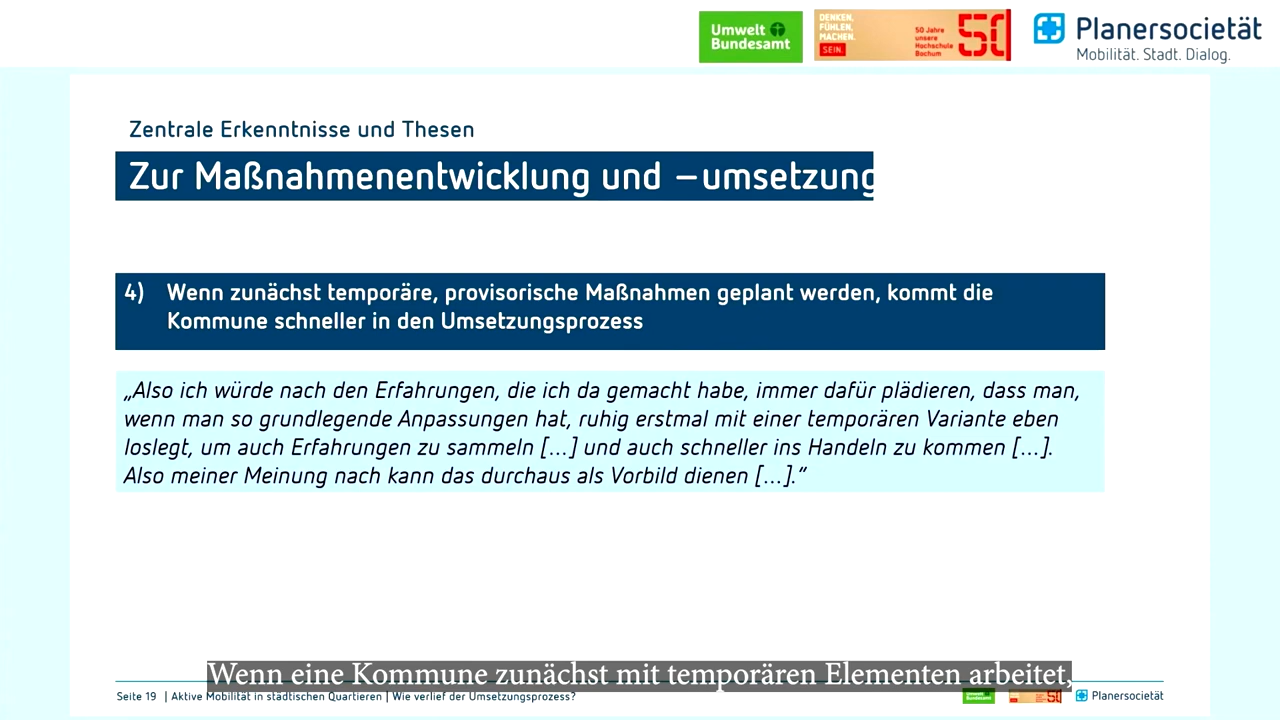 Umwelt
Bundesamt
DENKEN,
FÜHLEN,
MACHEN.
SEIN.
50 Jahre
unsere
Hochschule
Bochum
50
Planersocietät
Mobilität. Stadt. Dialog.
Zentrale Erkenntnisse und Thesen
Zur Maßnahmenentwicklung und –umsetzung
4) Wenn zunächst temporäre, provisorische Maßnahmen geplant werden, kommt die
Kommune schneller in den Umsetzungsprozess
„Also ich würde nach den Erfahrungen, die ich da gemacht habe, immer dafür plädieren, dass man,
wenn man so grundlegende Anpassungen hat, ruhig erstmal mit einer temporären Variante eben
loslegt, um auch Erfahrungen zu sammeln [...] und auch schneller ins Handeln zu kommen [...].
Also meiner Meinung nach kann das durchaus als Vorbild dienen [...].“
Wenn eine Kommune zunächst mit temporären Elementen arbeitet,
Seite 19 | Aktive Mobilität in städtischen Quartieren | Wie verlief der Umsetzungsprozess?
Umwelt
Bundesamt
50
Planersocietät